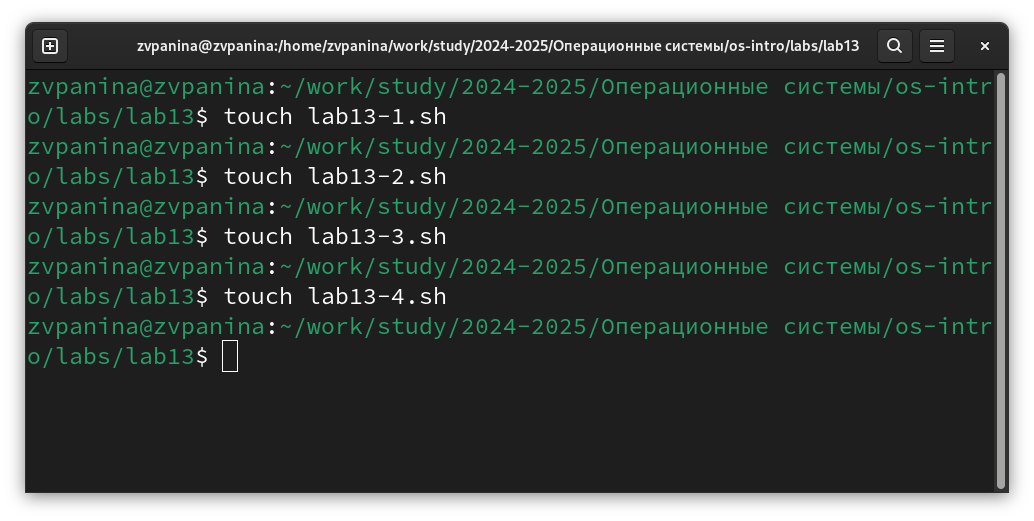 zvpanina@zvpanina:/home/zvpanina/work/study/2024-2025/Операционные системы/os-intro/labs/lab13
zvpanina@zvpanina:~/work/study/2024-2025/Операционные системы/os-intr
o/labs/lab13$ touch lab13-1.sh
zvpanina@zvpanina:~/work/study/2024-2025/Операционные системы/os-intr
o/labs/lab13$ touch lab13-2.sh
zvpanina@zvpanina:~/work/study/2024-2025/Операционные системы/os-intr
o/labs/lab13$ touch lab13-3.sh
zvpanina@zvpanina:~/work/study/2024-2025/Операционные системы/os-intr
o/labs/lab13$ touch lab13-4.sh
zvpanina@zvpanina:~/work/study/2024-2025/Операционные системы/os-intr
o/labs/lab13$